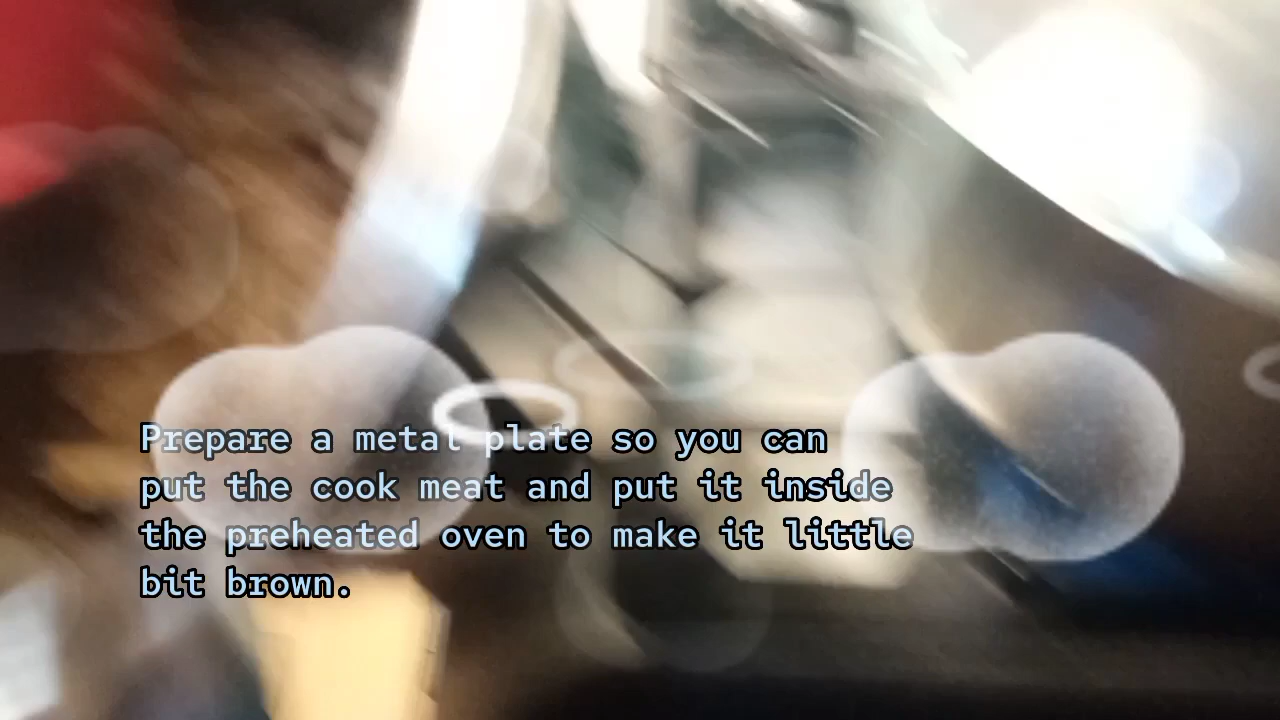 Prepare a metal plate so you can
put the cook meat and put it inside
the preheated oven to make it little
bit brown.